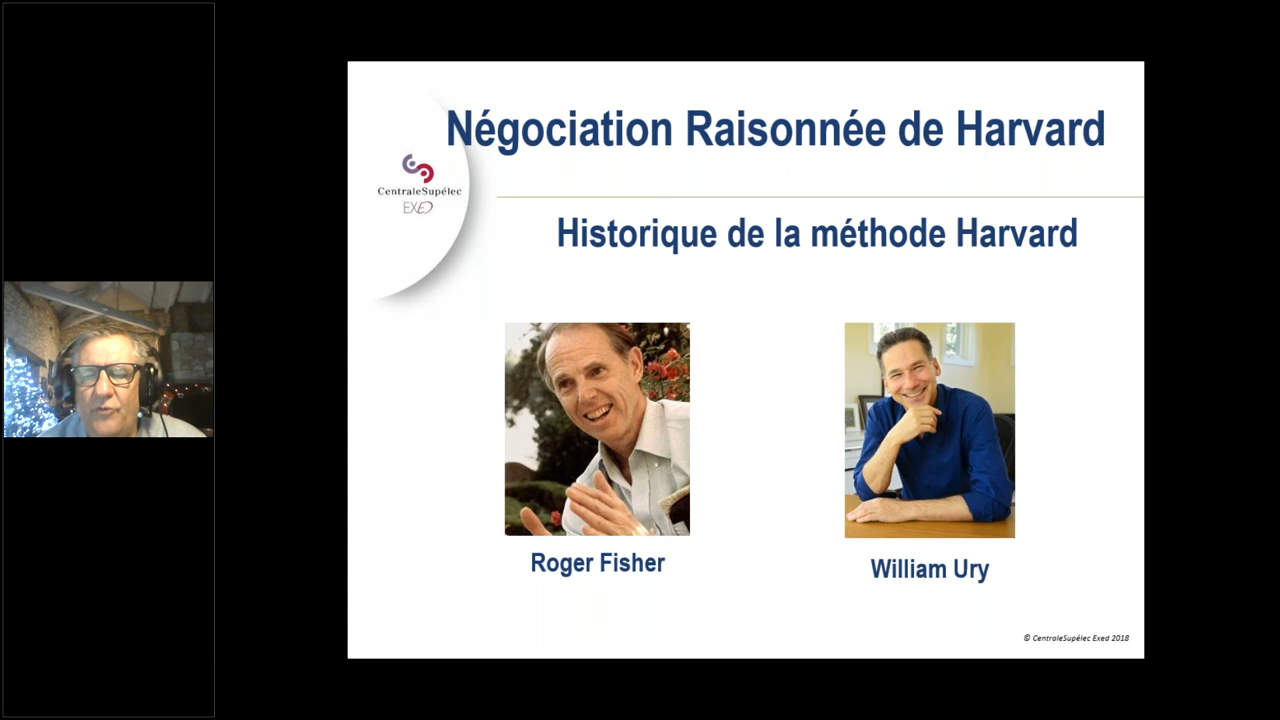 Négociation Raisonnée de Harvard
CentraleSupélec
EXED
Historique de la méthode Harvard
Roger Fisher
William Ury
© CentraleSupélec Exed 2018